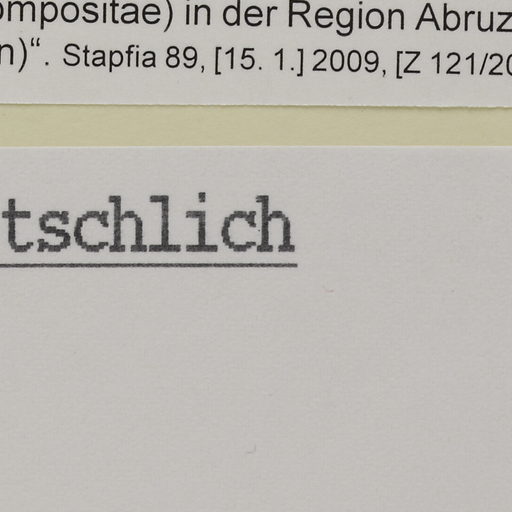 ompositae) in der Region Abruz
n)“. Stapfia 89, [15. 1.] 2009, [Z 121/20
tschlich